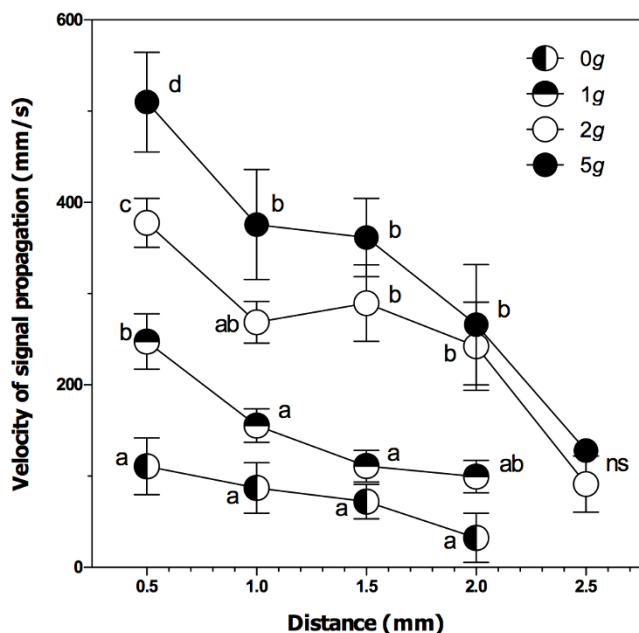 Velocity of signal propagation (mm/s)
600
400
200
0
0g
1g
2g
5g
d
b
b
b
c
ab
b
b
b
a
a
ab
a
a
a
a
ns
0.5 1.0 1.5 2.0 2.5
Distance (mm)